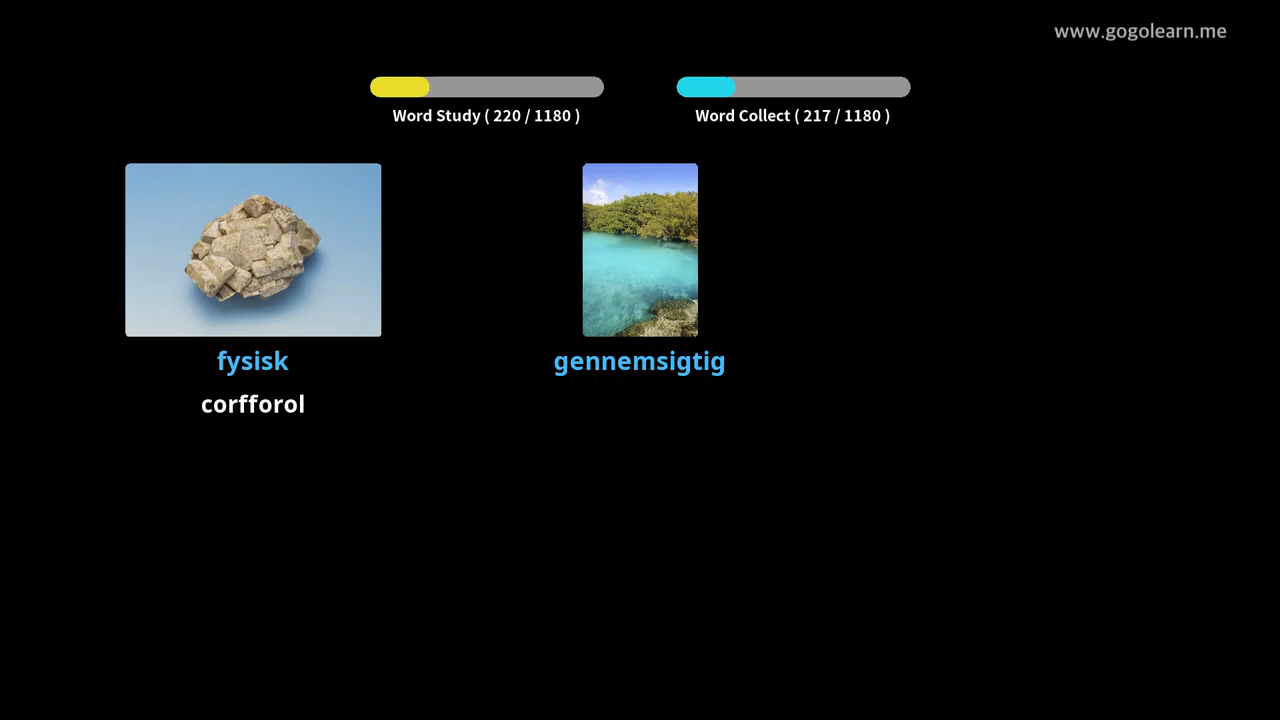 www.gogolearn.me
Word Study ( 220 / 1180 )
Word Collect ( 217 / 1180 )
fysisk
gennemsigtig
corfforol